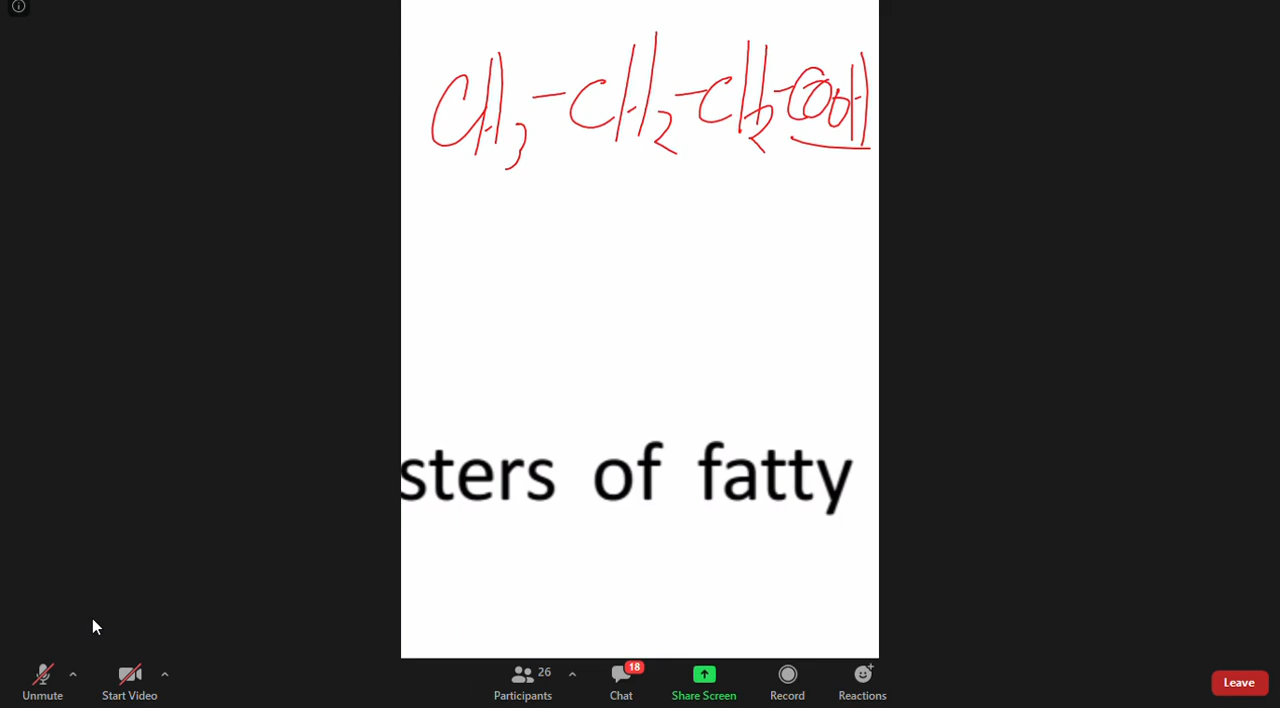 CH3-CH2-CH2-COOH
sters of fatty
Unmute
Start Video
26
Participants
18
Chat
Share Screen
Record
Reactions
Leave